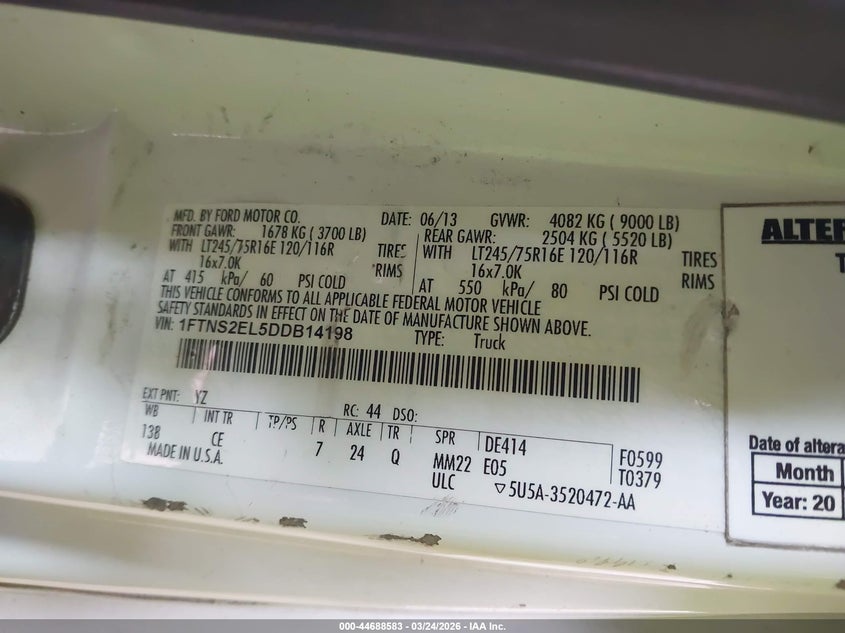 MFD. BY FORD MOTOR CO. DATE: 06/13 GVWR: 4082 KG ( 9000 LB)
FRONT GAWR: 1678 KG ( 3700 LB) REAR GAWR: 2504 KG ( 5520 LB)
WITH LT245/75R16E 120/116R TIRES WITH LT245/75R16E 120/116R TIRES
16x7.0K RIMS 16x7.0K RIMS
AT 415 kPa/ 60 PSI COLD AT 550 kPa/ 80 PSI COLD
THIS VEHICLE CONFORMS TO ALL APPLICABLE FEDERAL MOTOR VEHICLE
SAFETY STANDARDS IN EFFECT ON THE DATE OF MANUFACTURE SHOWN ABOVE.
VIN: 1FTNS2EL5DDB14198 TYPE: Truck
EXT PNT: YZ RC: 44 DSO:
WB INT TR TP/PS R AXLE TR SPR DE414 F0599
138 CE 7 24 Q MM22 E05 T0379
MADE IN U.S.A. ULC ▽5U5A-3520472-AA
ALTER
T
Date of altera
Month
Year: 20
000-44688583 - 03/24/2026 - IAA Inc.